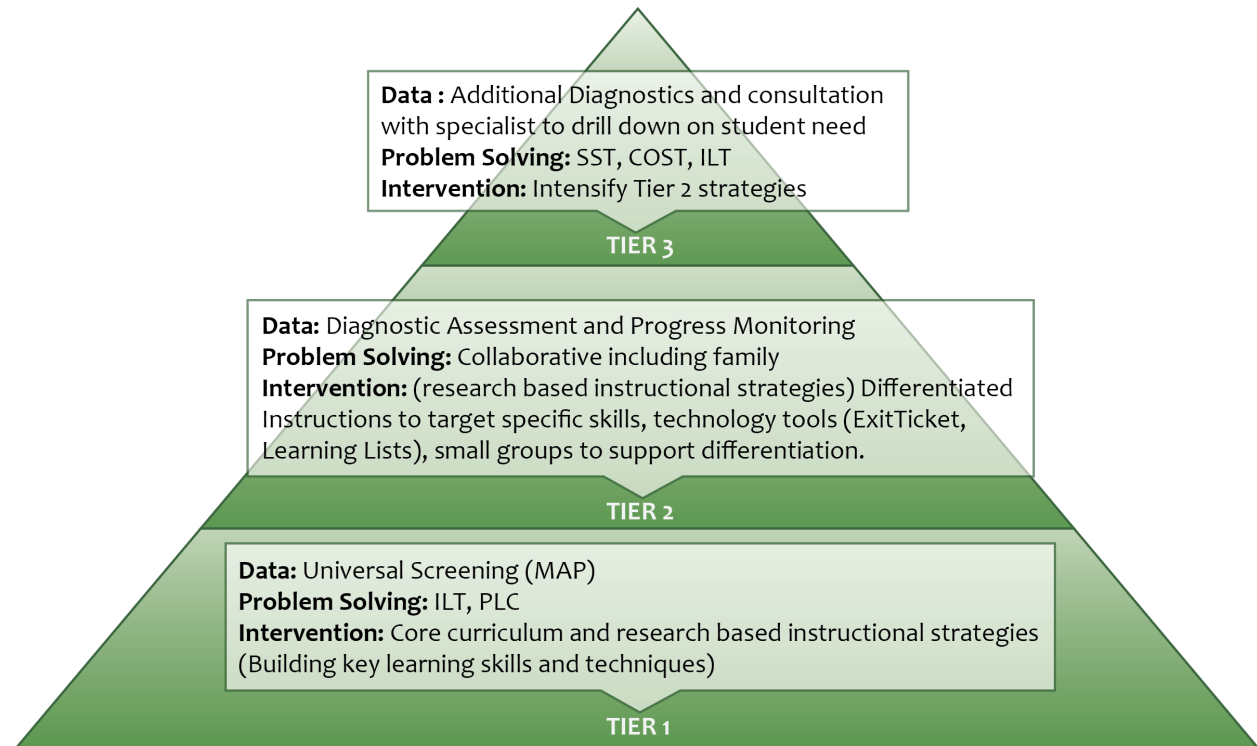 Data : Additional Diagnostics and consultation
with specialist to drill down on student need
Problem Solving: SST, COST, ILT
Intervention: Intensify Tier 2 strategies
TIER 3
Data: Diagnostic Assessment and Progress Monitoring
Problem Solving: Collaborative including family
Intervention: (research based instructional strategies) Differentiated
Instructions to target specific skills, technology tools (ExitTicket,
Learning Lists), small groups to support differentiation.
TIER 2
Data: Universal Screening (MAP)
Problem Solving: ILT, PLC
Intervention: Core curriculum and research based instructional strategies
(Building key learning skills and techniques)
TIER 1